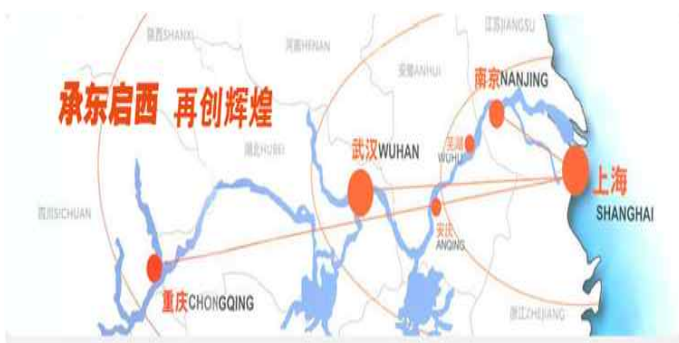 江苏JIANGSU
陕西SHANXI
河南HENAN
安徽ANHUI
南京NANJING
承东启西 再创辉煌
湖北HUBEI
武汉WUHAN
芜湖
WUHU
上海
SHANGHAI
四川SICHUAN
安庆
ANQING
重庆CHONGQING
浙江ZHEJIANG